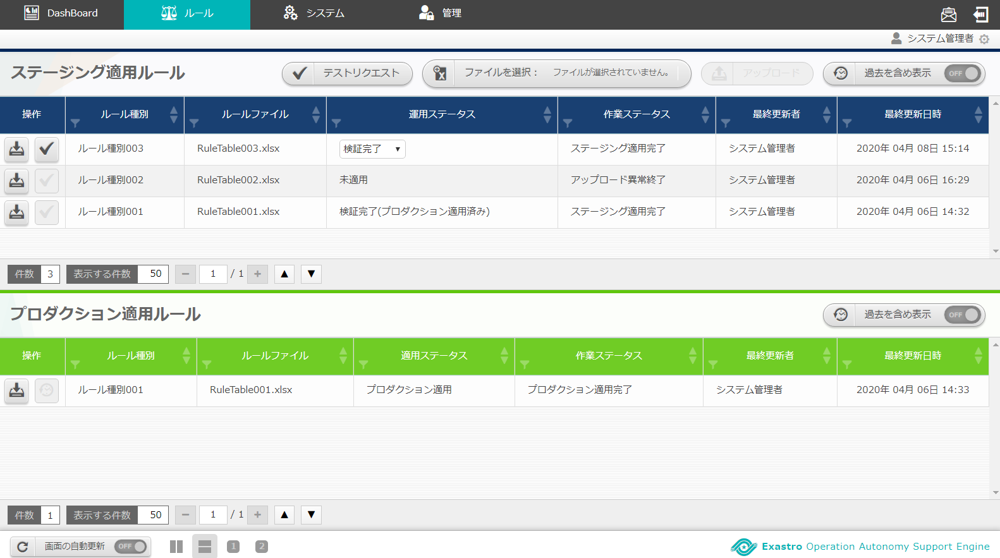 DashBoard ルール システム 管理
システム管理者
ステージング適用ルール テストリクエスト ファイルを選択： ファイルが選択されていません。 アップロード 過去を含め表示 OFF
操作 ルール種別 ルールファイル 運用ステータス 作業ステータス 最終更新者 最終更新日時
ルール種別003 RuleTable003.xlsx 検証完了 ▼ ステージング適用完了 システム管理者 2020年 04月 08日 15:14
ルール種別002 RuleTable002.xlsx 未適用 アップロード異常終了 システム管理者 2020年 04月 06日 16:29
ルール種別001 RuleTable001.xlsx 検証完了(プロダクション適用済み) ステージング適用完了 システム管理者 2020年 04月 06日 14:32
件数 3 表示する件数 50 － 1 / 1 ＋ ▲ ▼
プロダクション適用ルール 過去を含め表示 OFF
操作 ルール種別 ルールファイル 適用ステータス 作業ステータス 最終更新者 最終更新日時
ルール種別001 RuleTable001.xlsx プロダクション適用 プロダクション適用完了 システム管理者 2020年 04月 06日 14:33
件数 1 表示する件数 50 － 1 / 1 ＋ ▲ ▼
画面の自動更新 OFF 1 2 Exastro Operation Autonomy Support Engine